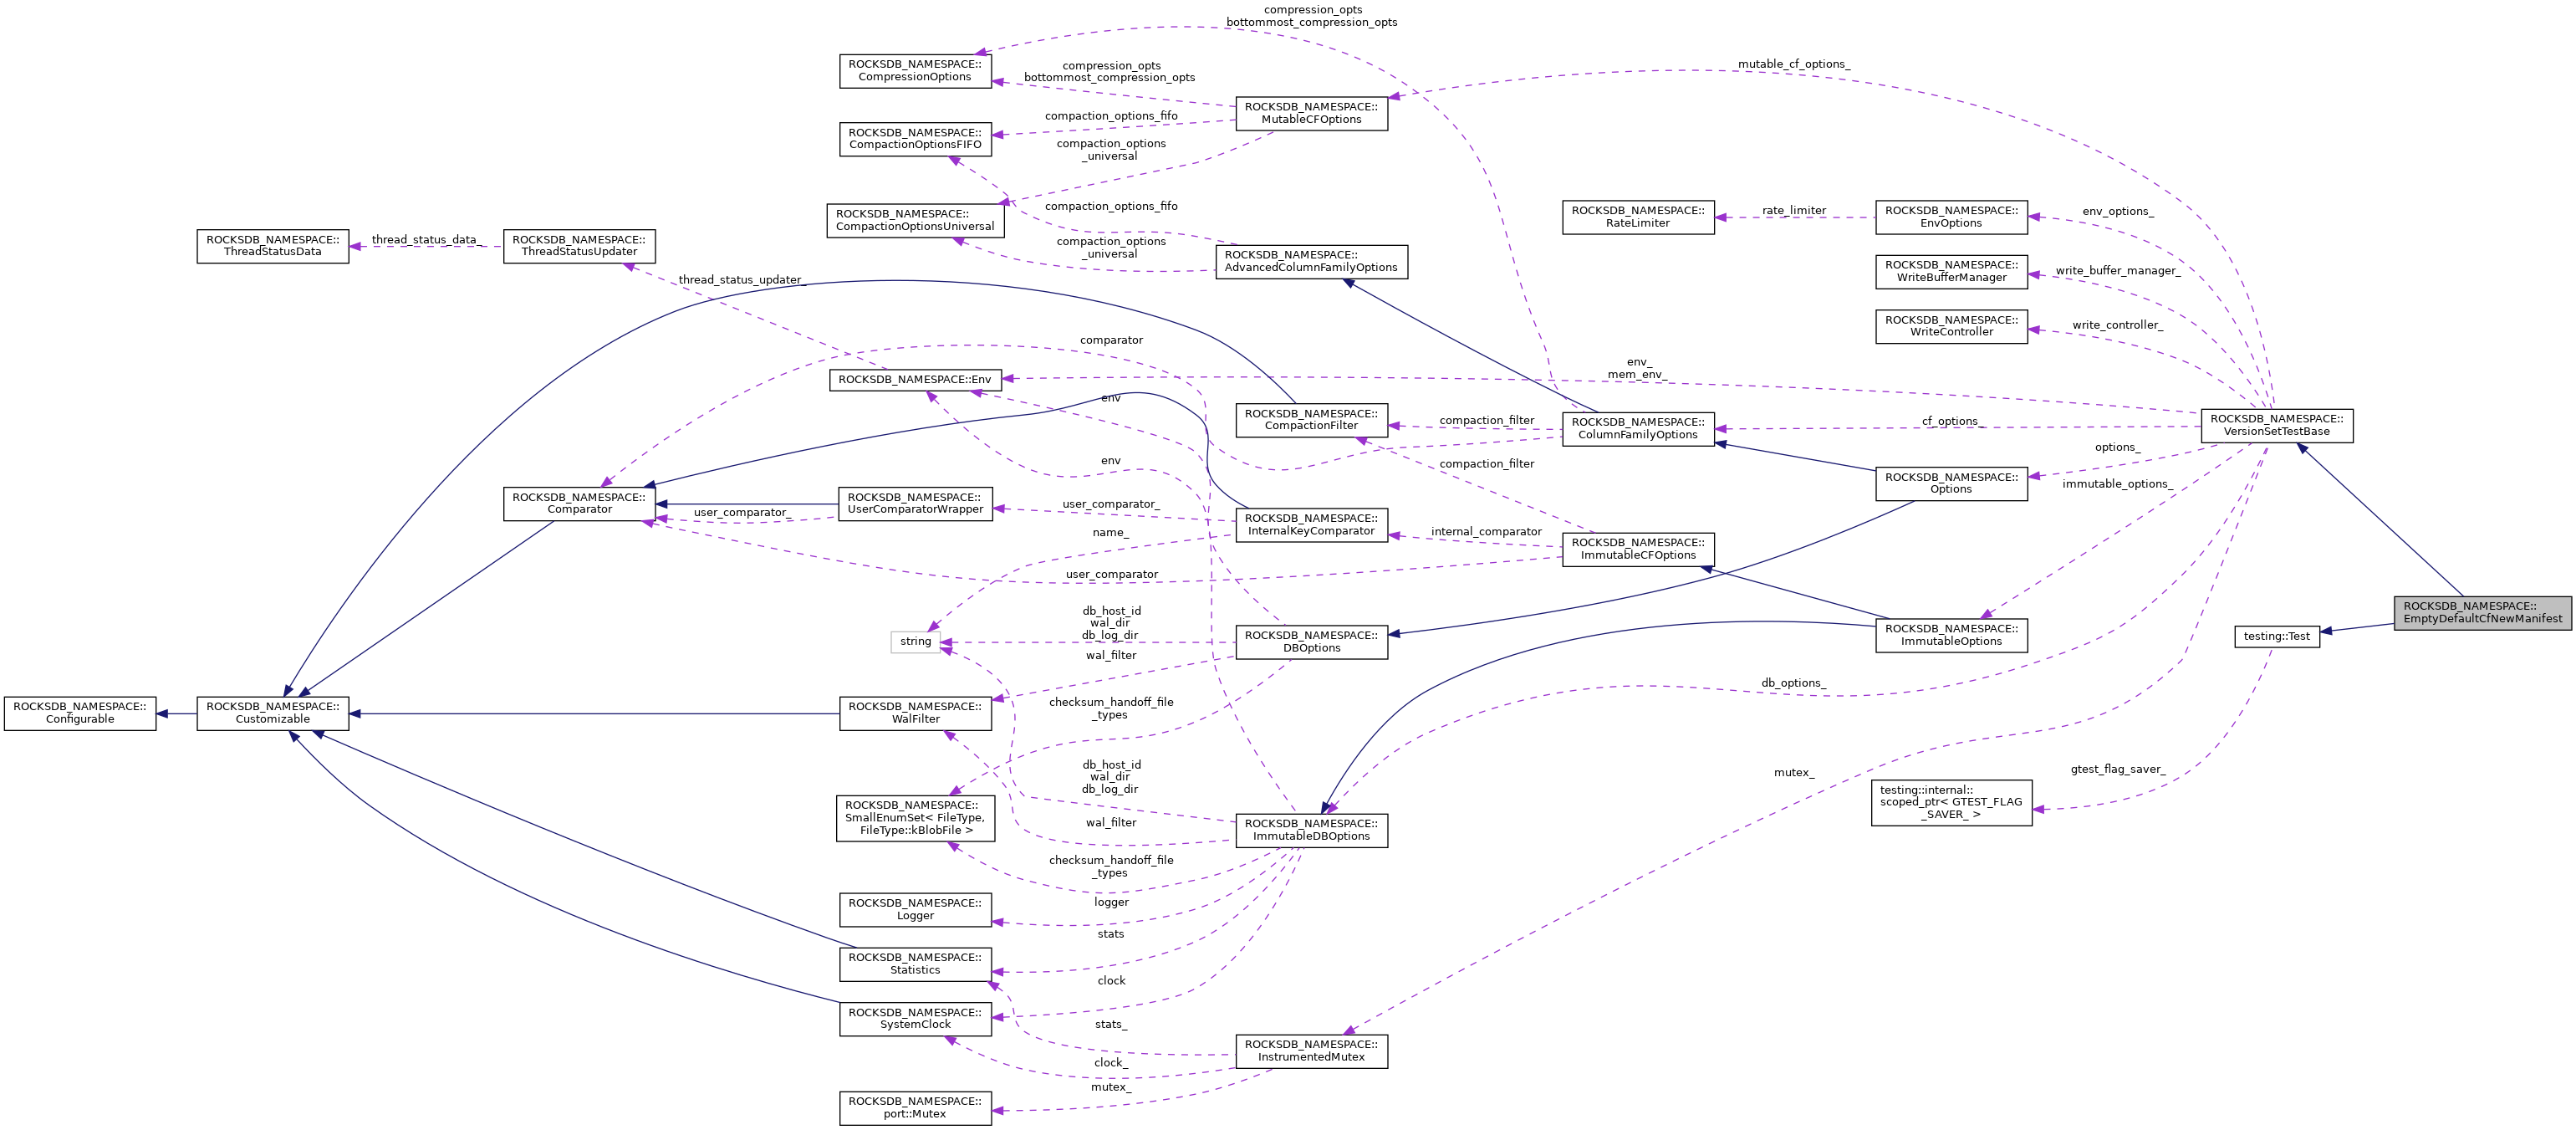 compression_opts
bottommost_compression_opts
ROCKSDB_NAMESPACE::
CompressionOptions
compression_opts
bottommost_compression_opts
mutable_cf_options_
ROCKSDB_NAMESPACE::
MutableCFOptions
compaction_options_fifo
ROCKSDB_NAMESPACE::
CompactionOptionsFIFO
compaction_options
_universal
ROCKSDB_NAMESPACE::
CompactionOptionsUniversal
compaction_options_fifo
compaction_options
_universal
ROCKSDB_NAMESPACE::
AdvancedColumnFamilyOptions
ROCKSDB_NAMESPACE::
RateLimiter
rate_limiter
ROCKSDB_NAMESPACE::
EnvOptions
env_options_
ROCKSDB_NAMESPACE::
ThreadStatusData
thread_status_data_
ROCKSDB_NAMESPACE::
ThreadStatusUpdater
thread_status_updater_
ROCKSDB_NAMESPACE::
WriteBufferManager
write_buffer_manager_
ROCKSDB_NAMESPACE::
WriteController
write_controller_
comparator
env_
mem_env_
ROCKSDB_NAMESPACE::Env
env
ROCKSDB_NAMESPACE::
CompactionFilter
compaction_filter
ROCKSDB_NAMESPACE::
ColumnFamilyOptions
cf_options_
ROCKSDB_NAMESPACE::
VersionSetTestBase
options_
env
compaction_filter
ROCKSDB_NAMESPACE::
Options
immutable_options_
ROCKSDB_NAMESPACE::
Comparator
user_comparator_
ROCKSDB_NAMESPACE::
UserComparatorWrapper
user_comparator_
ROCKSDB_NAMESPACE::
InternalKeyComparator
name_
internal_comparator
ROCKSDB_NAMESPACE::
ImmutableCFOptions
user_comparator
db_host_id
wal_dir
db_log_dir
string
ROCKSDB_NAMESPACE::
DBOptions
ROCKSDB_NAMESPACE::
ImmutableOptions
testing::Test
ROCKSDB_NAMESPACE::
EmptyDefaultCfNewManifest
wal_filter
db_options_
ROCKSDB_NAMESPACE::
Configurable
ROCKSDB_NAMESPACE::
Customizable
ROCKSDB_NAMESPACE::
WalFilter
checksum_handoff_file
_types
db_host_id
wal_dir
db_log_dir
mutex_
gtest_flag_saver_
testing::internal::
scoped_ptr< GTEST_FLAG
_SAVER_ >
ROCKSDB_NAMESPACE::
SmallEnumSet< FileType,
FileType::kBlobFile >
wal_filter
ROCKSDB_NAMESPACE::
ImmutableDBOptions
checksum_handoff_file
_types
logger
ROCKSDB_NAMESPACE::
Logger
stats
ROCKSDB_NAMESPACE::
Statistics
clock
ROCKSDB_NAMESPACE::
SystemClock
stats_
ROCKSDB_NAMESPACE::
InstrumentedMutex
clock_
mutex_
ROCKSDB_NAMESPACE::
port::Mutex